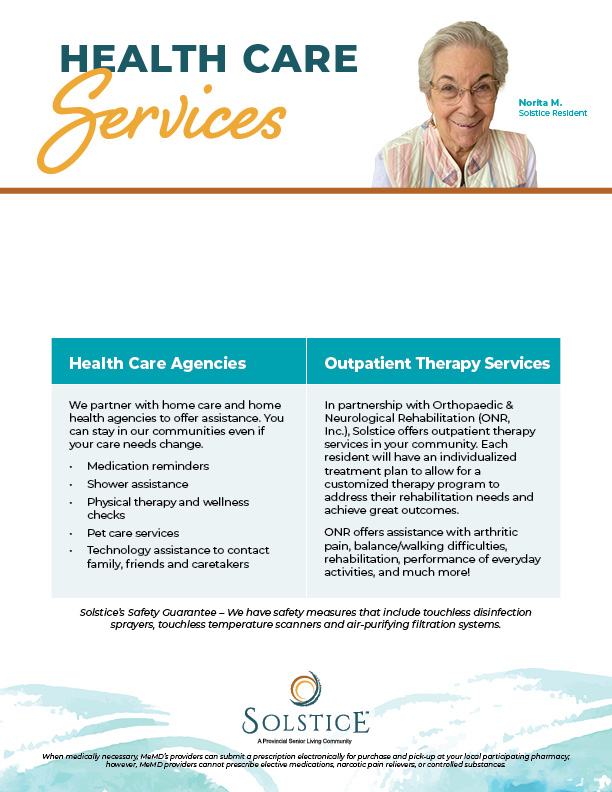 HEALTH CARE
Services
Norita M.
Solstice Resident
Health Care Agencies
We partner with home care and home
health agencies to offer assistance. You
can stay in our communities even if
your care needs change.
• Medication reminders
• Shower assistance
• Physical therapy and wellness
checks
• Pet care services
• Technology assistance to contact
family, friends and caretakers
Outpatient Therapy Services
In partnership with Orthopaedic &
Neurological Rehabilitation (ONR,
Inc.), Solstice offers outpatient therapy
services in your community. Each
resident will have an individualized
treatment plan to allow for a
customized therapy program to
address their rehabilitation needs and
achieve great outcomes.
ONR offers assistance with arthritic
pain, balance/walking difficulties,
rehabilitation, performance of everyday
activities, and much more!
Solstice's Safety Guarantee – We have safety measures that include touchless disinfection
sprayers, touchless temperature scanners and air-purifying filtration systems.
SOLSTICE™
A Provincial Senior Living Community
When medically necessary, MeMD's providers can submit a prescription electronically for purchase and pick-up at your local participating pharmacy;
however, MeMD providers cannot prescribe elective medications, narcotic pain relievers, or controlled substances.